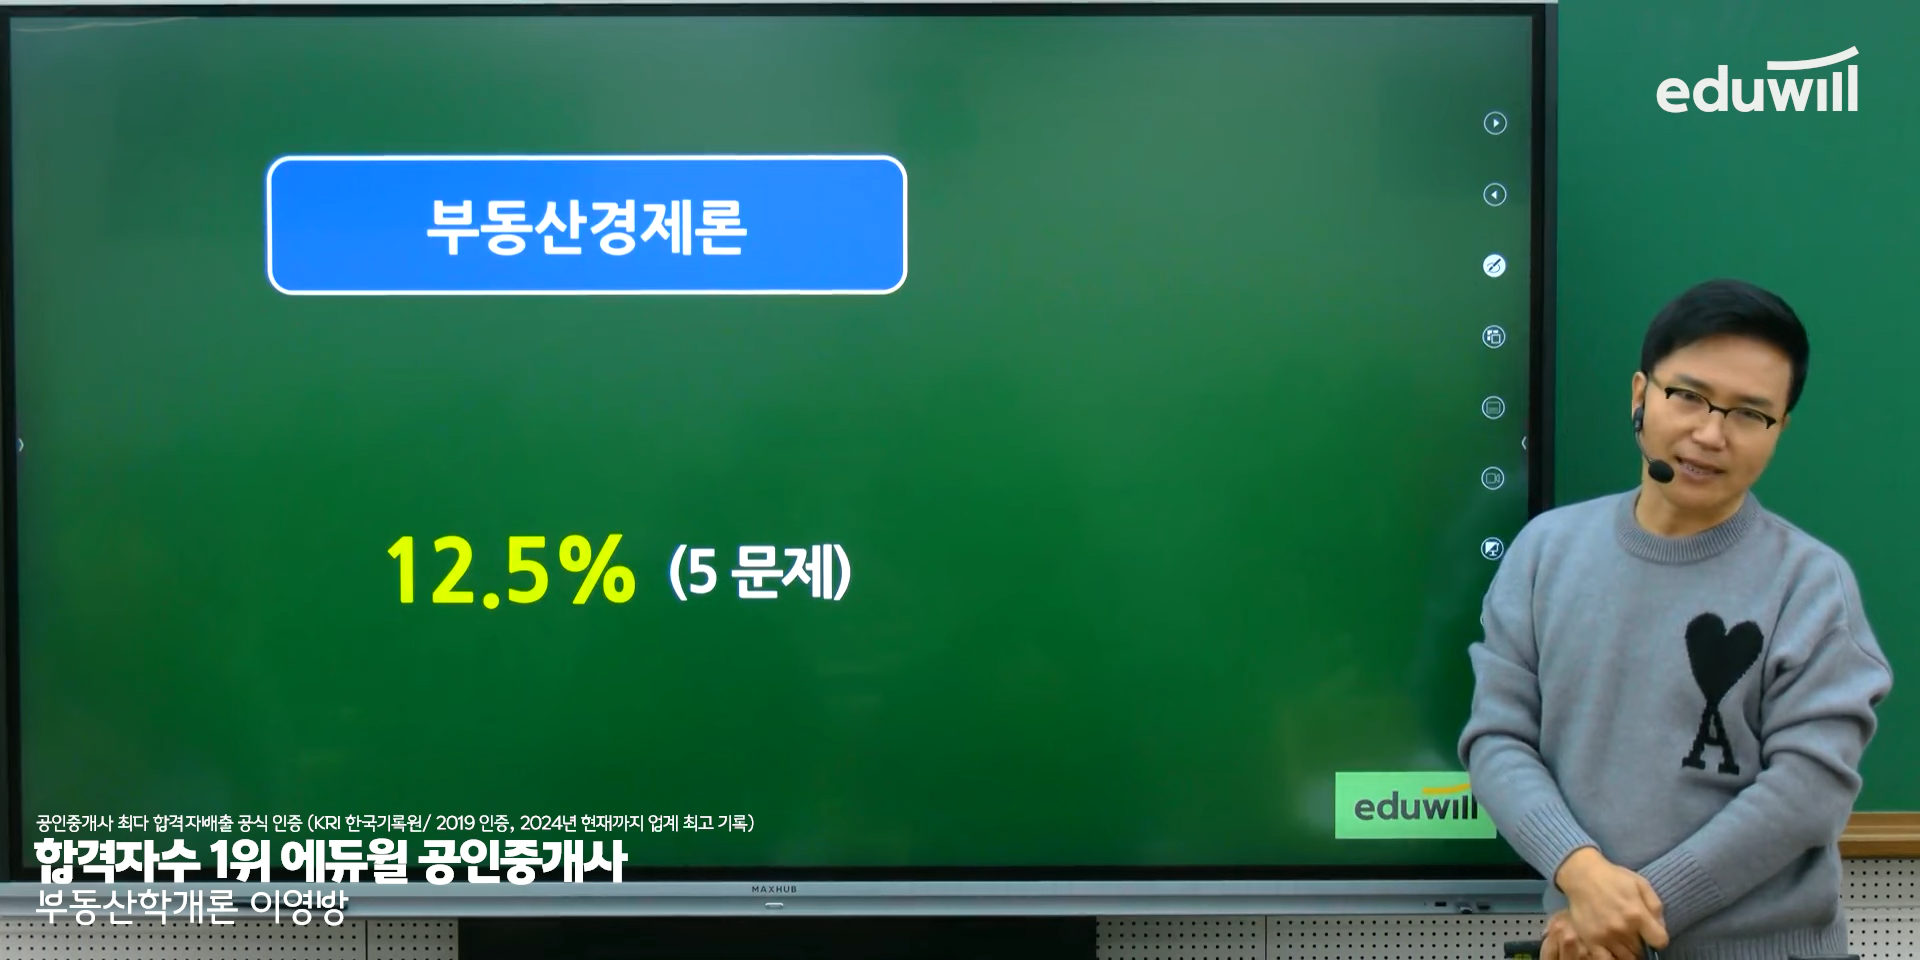 eduwill
부동산경제론
12.5% (5 문제)
A
eduwill
공인중개사 최다 합격자배출 공식 인증 (KRI 한국기록원/ 2019 인증, 2024년 현재까지 업계 최고 기록)
합격자수 1위 에듀윌 공인중개사
MAXHUB
부동산학개론 이영방